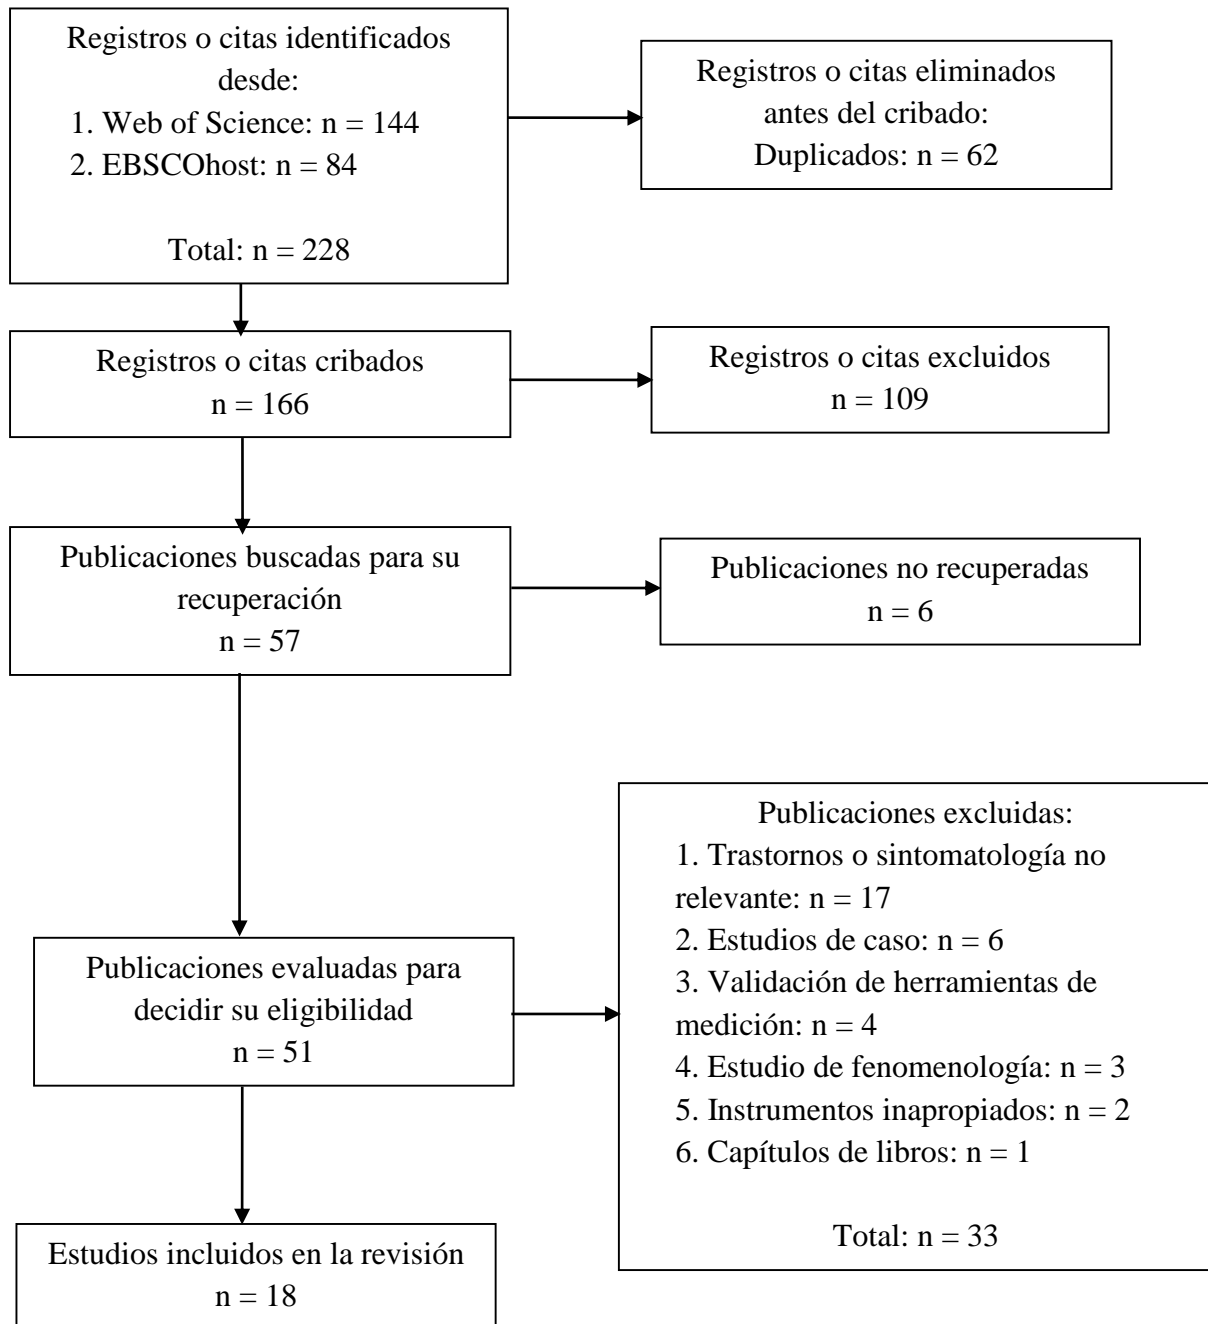 Registros o citas identificados
desde:
1. Web of Science: n = 144
2. EBSCOhost: n = 84
Total: n = 228
Registros o citas eliminados
antes del cribado:
Duplicados: n = 62
Registros o citas cribados
n = 166
Registros o citas excluidos
n = 109
Publicaciones buscadas para su
recuperación
n = 57
Publicaciones no recuperadas
n = 6
Publicaciones evaluadas para
decidir su eligibilidad
n = 51
Publicaciones excluidas:
1. Trastornos o sintomatología no
relevante: n = 17
2. Estudios de caso: n = 6
3. Validación de herramientas de
medición: n = 4
4. Estudio de fenomenología: n = 3
5. Instrumentos inapropiados: n = 2
6. Capítulos de libros: n = 1
Total: n = 33
Estudios incluidos en la revisión
n = 18